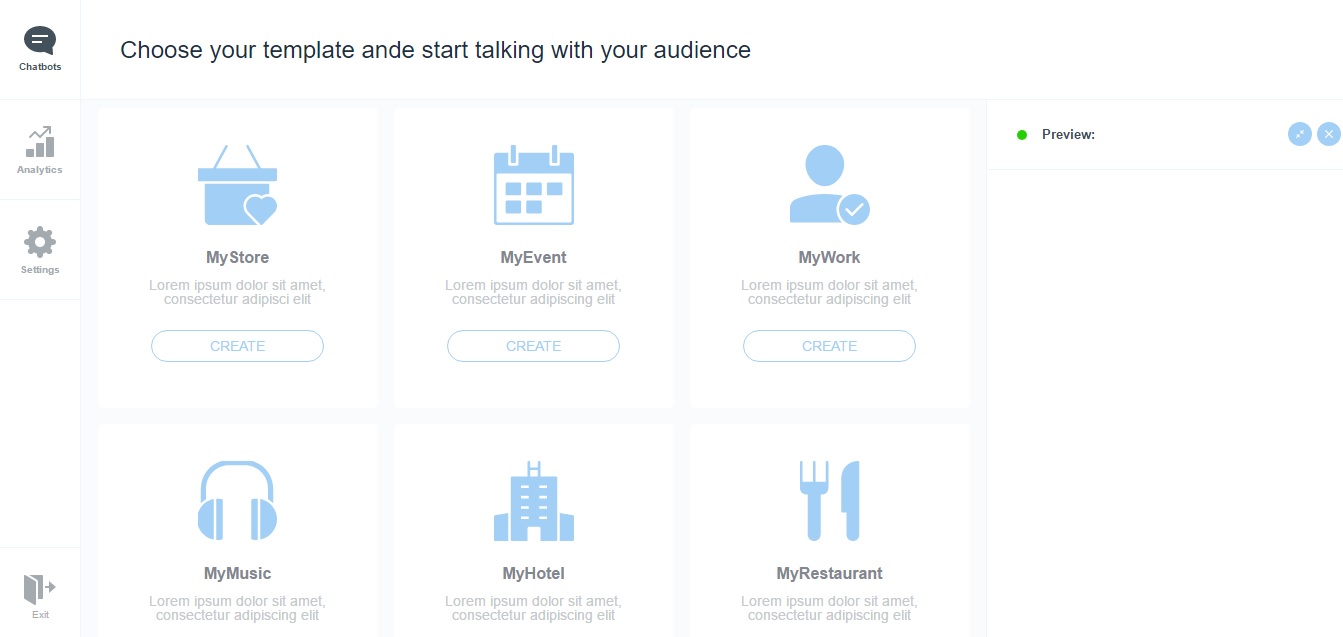 Chatbots
Analytics
Settings
Exit
Choose your template ande start talking with your audience
MyStore
Lorem ipsum dolor sit amet,
consectetur adipisci elit
CREATE
MyEvent
Lorem ipsum dolor sit amet,
consectetur adipiscing elit
CREATE
MyWork
Lorem ipsum dolor sit amet,
consectetur adipiscing elit
CREATE
MyMusic
Lorem ipsum dolor sit amet,
consectetur adipiscing elit
MyHotel
Lorem ipsum dolor sit amet,
consectetur adipiscing elit
MyRestaurant
Lorem ipsum dolor sit amet,
consectetur adipiscing elit
Preview: